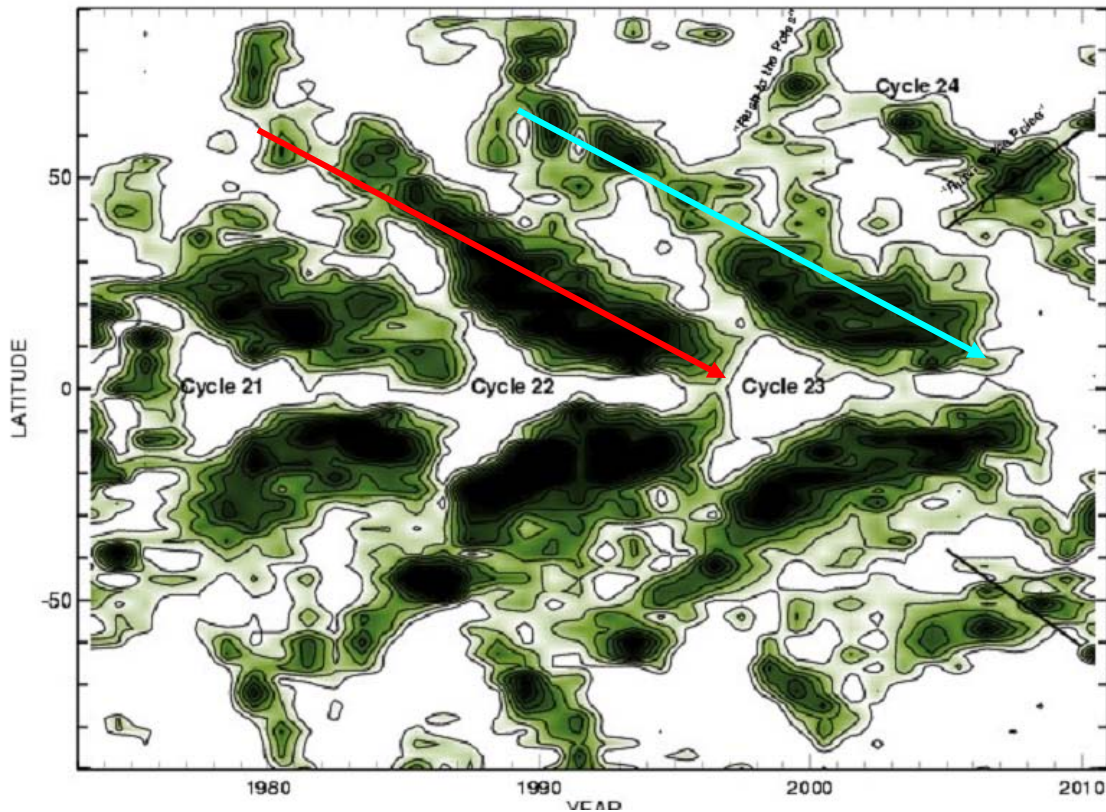 "Rush to the Poles"
Cycle 24
50
LATITUDE
0
Cycle 21
Cycle 22
Cycle 23
-50
1980
1990
2000
2010
YEAR